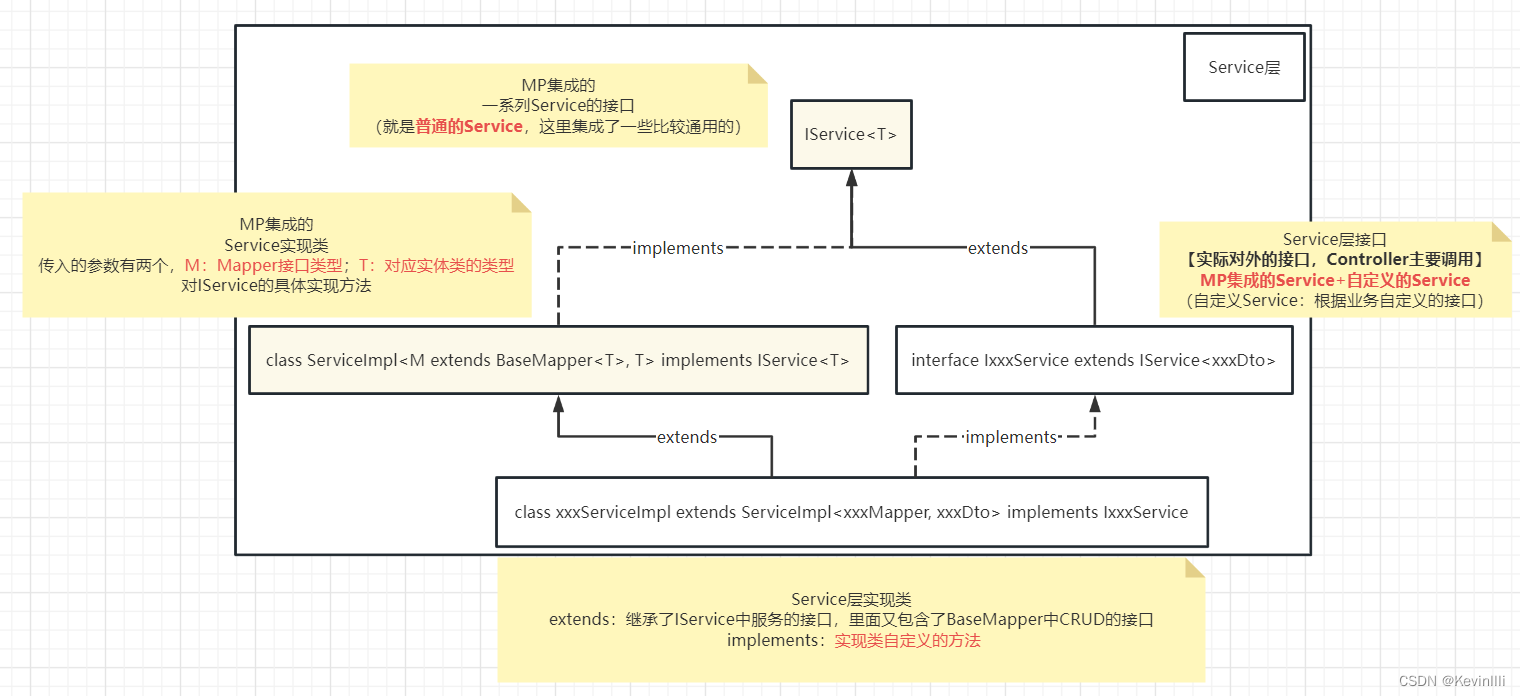 Service层
MP集成的
一系列Service的接口
（就是普通的Service，这里集成了一些比较通用的）
IService<T>
MP集成的
Service实现类
传入的参数有两个，M：Mapper接口类型；T：对应实体类的类型
对IService的具体实现方法
implements
extends
Service层接口
【实际对外的接口，Controller主要调用】
MP集成的Service+自定义的Service
（自定义Service：根据业务自定义的接口）
class ServiceImpl<M extends BaseMapper<T>, T> implements IService<T>
interface IxxxService extends IService<xxxDto>
extends
implements
class xxxServiceImpl extends ServiceImpl<xxxMapper, xxxDto> implements IxxxService
Service层实现类
extends：继承了IService中服务的接口，里面又包含了BaseMapper中CRUD的接口
implements：实现类自定义的方法